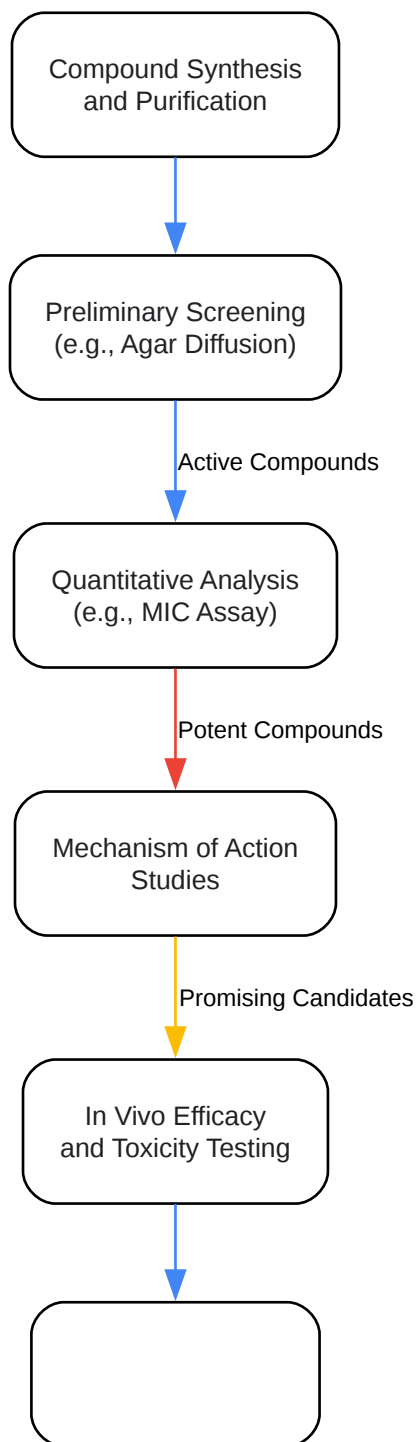 Compound Synthesis
and Purification
Preliminary Screening
(e.g., Agar Diffusion)
Active Compounds
Quantitative Analysis
(e.g., MIC Assay)
Potent Compounds
Mechanism of Action
Studies
Promising Candidates
In Vivo Efficacy
and Toxicity Testing